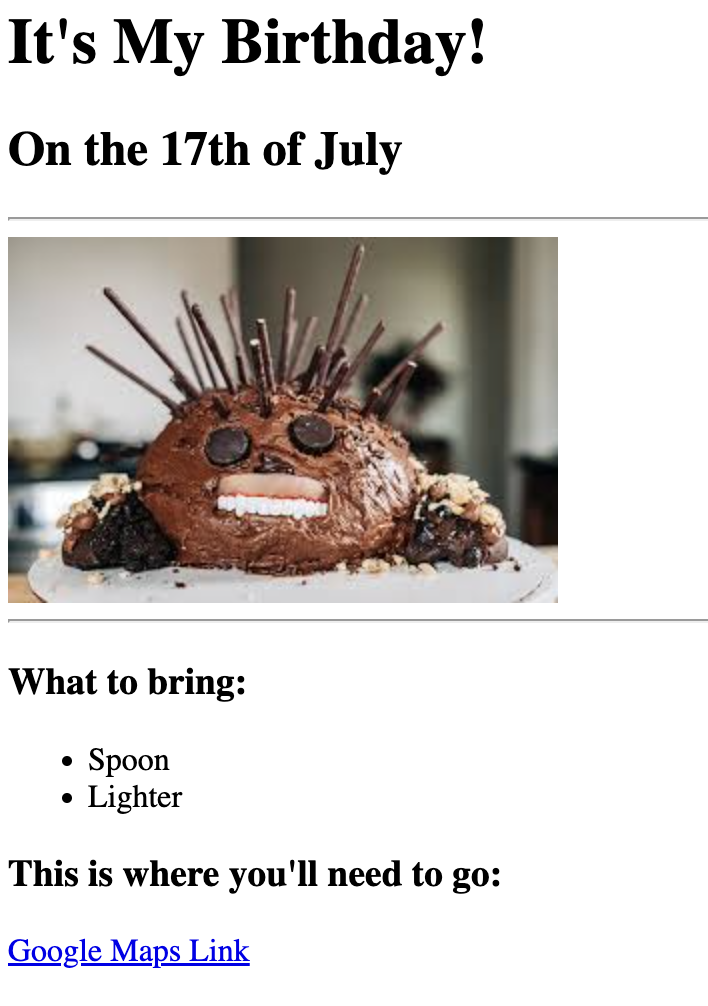 It's My Birthday!
On the 17th of July
What to bring:
Spoon
Lighter
This is where you'll need to go:
Google Maps Link